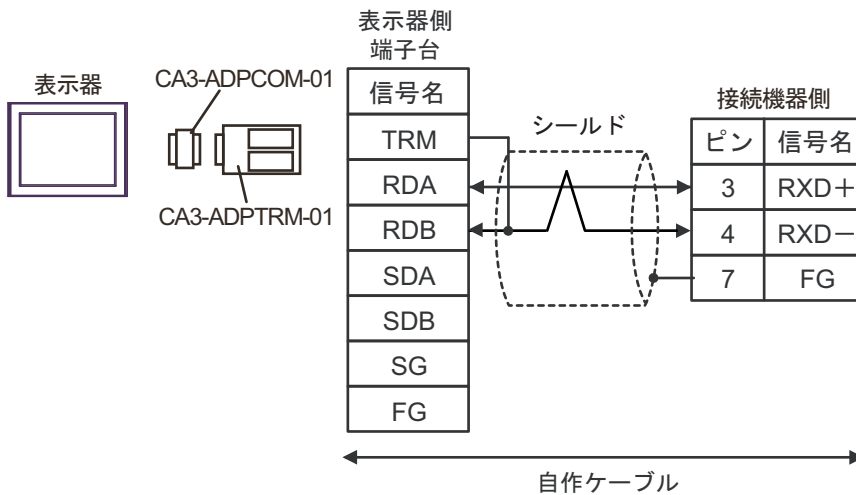 表示器
CA3-ADPCOM-01
CA3-ADPTRM-01
表示器側
端子台
信号名
TRM
RDA
RDB
SDA
SDB
SG
FG
シールド
接続機器側
ピン 信号名
3 RXD+
4 RXD-
7 FG
自作ケーブル